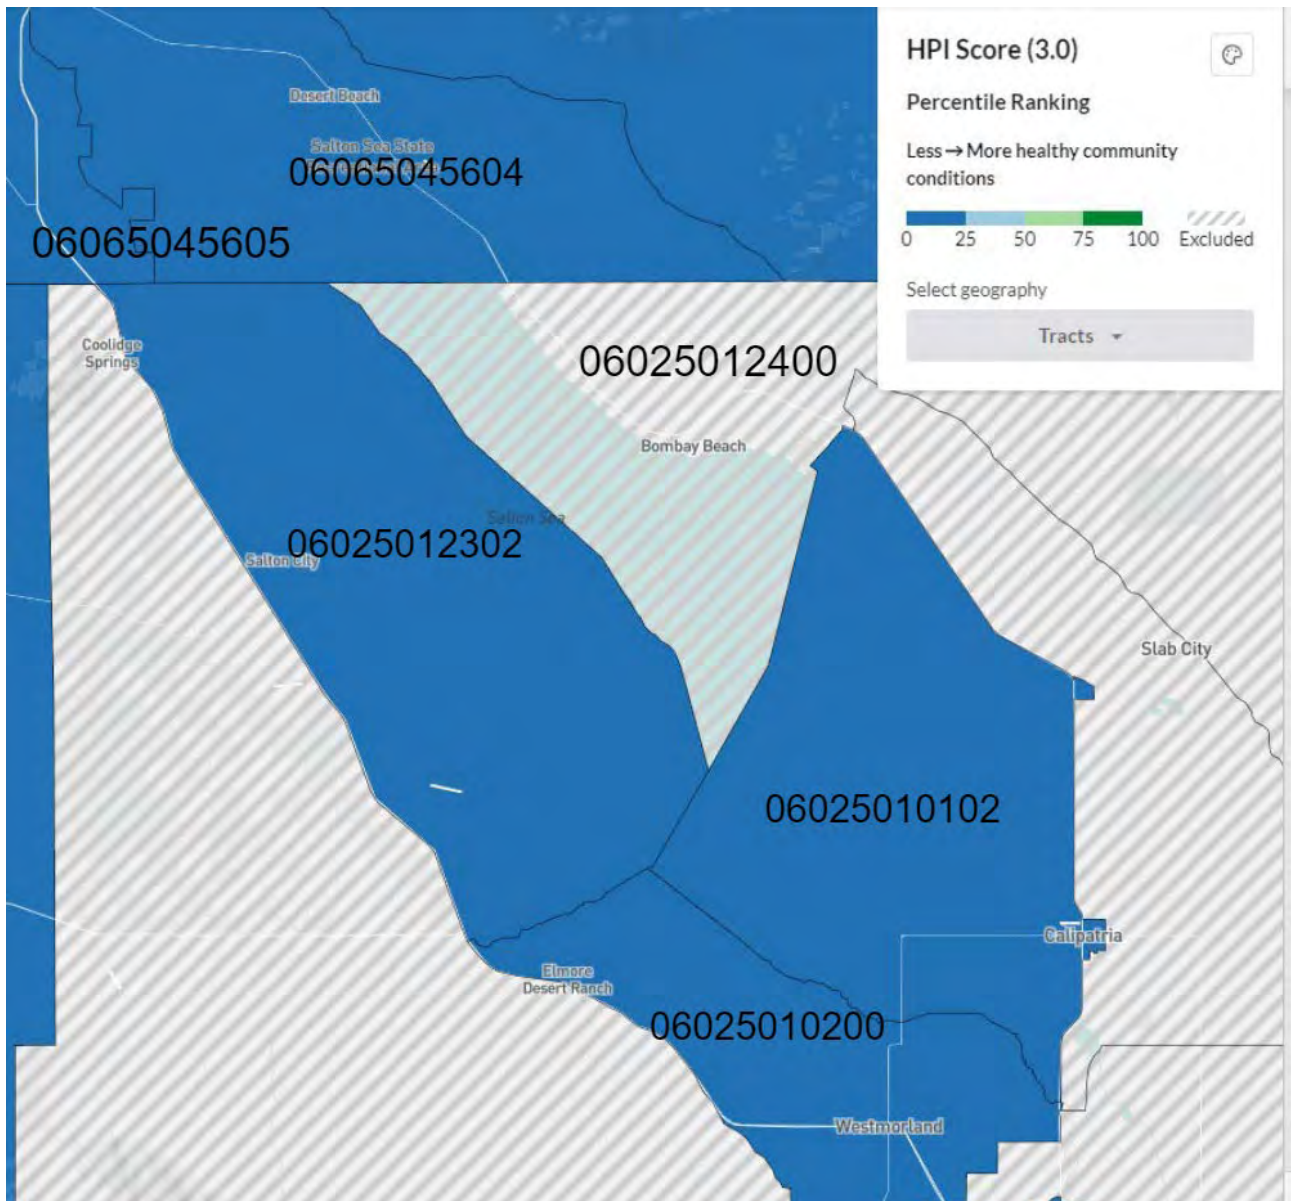 HPI Score (3.0)
Percentile Ranking
Less → More healthy community
conditions
0 25 50 75 100 Excluded
Select geography
Tracts
Desert Beach
Salton Sea State
06065045604
06065045605
Coolidge
Springs
06025012400
Bombay Beach
Salton Sea
06025012302
Salton City
Slab City
06025010102
Calipatria
Elmore
Desert Ranch
06025010200
Westmorland